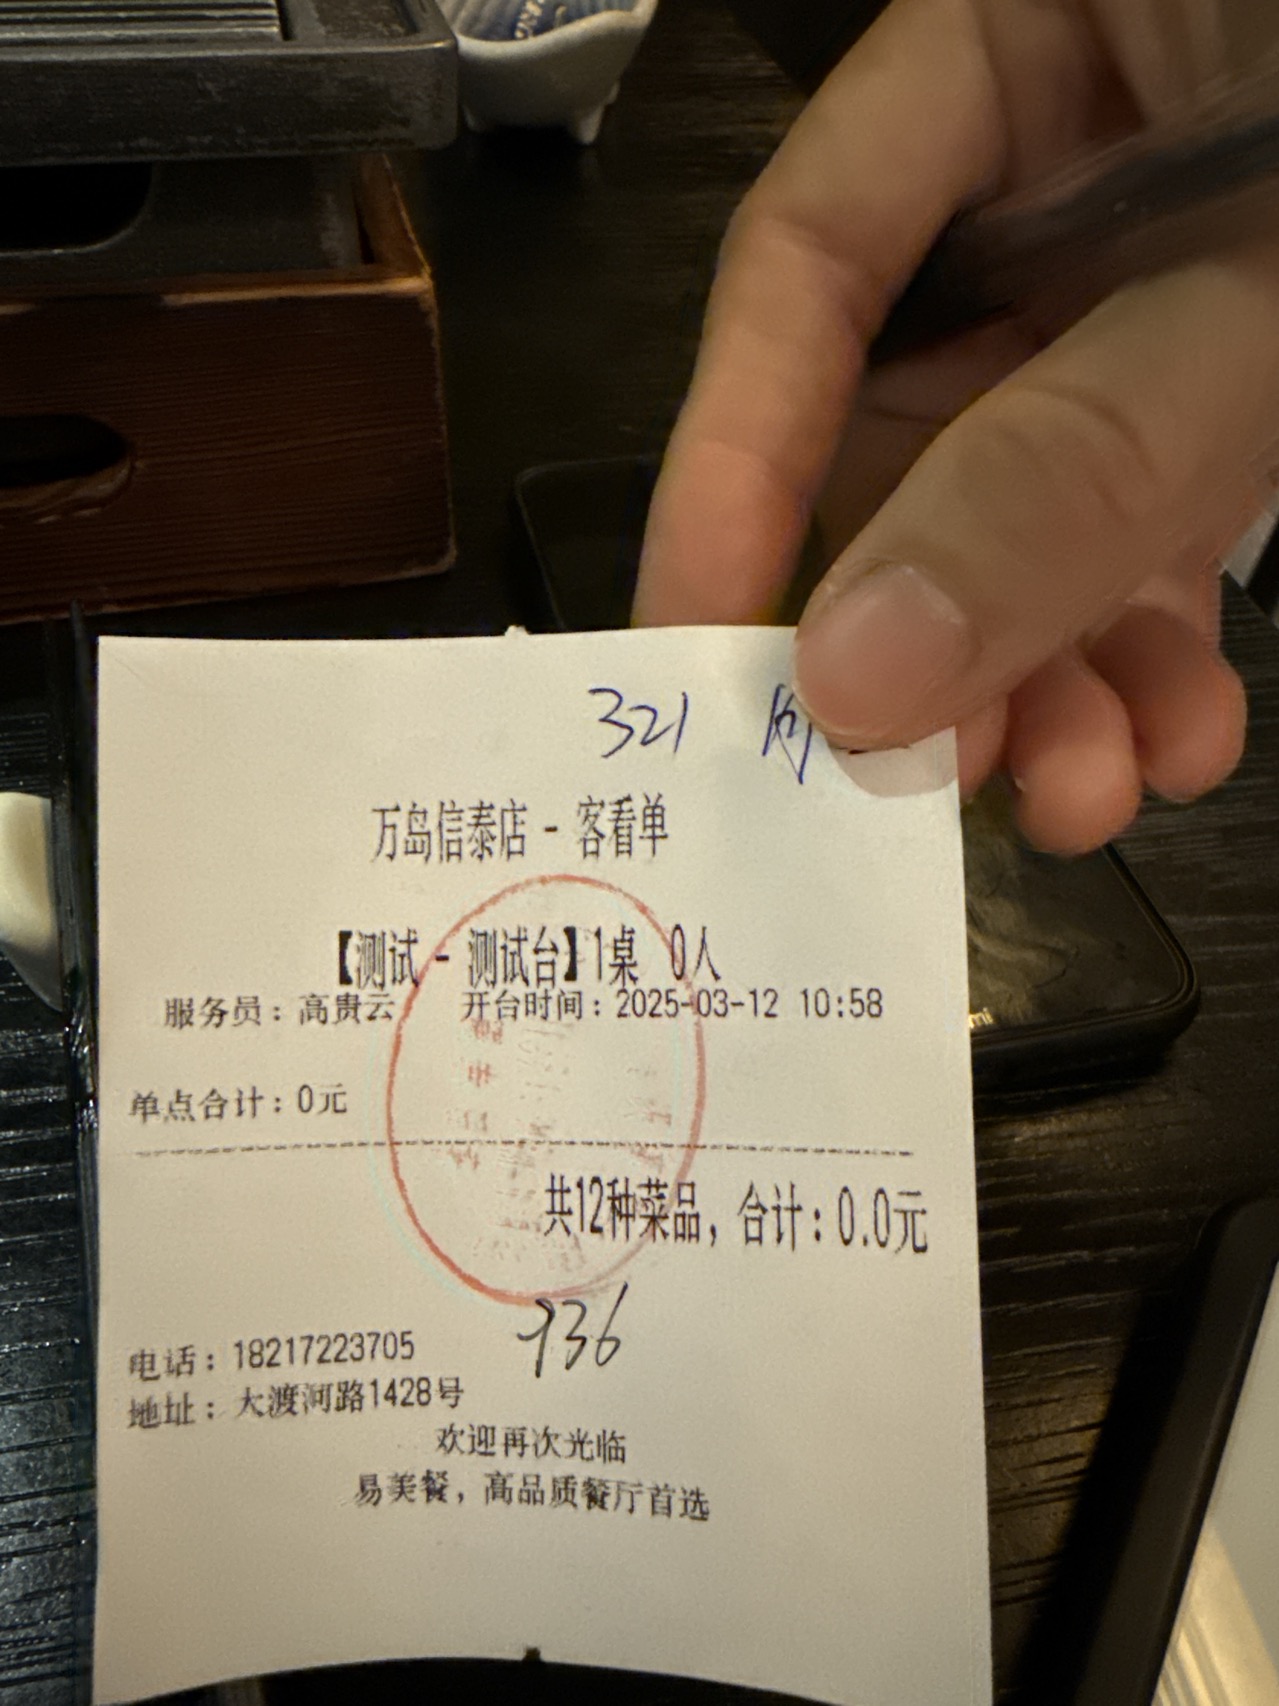 321
万岛信泰店 - 客看单
【测试 - 测试台】1桌 0人
服务员：高贵云 开台时间：2025-03-12 10:58
单点合计：0元
共12种菜品，合计：0.0元
936
电话：18217223705
地址：大渡河路1428号
欢迎再次光临
易美餐，高品质餐厅首选